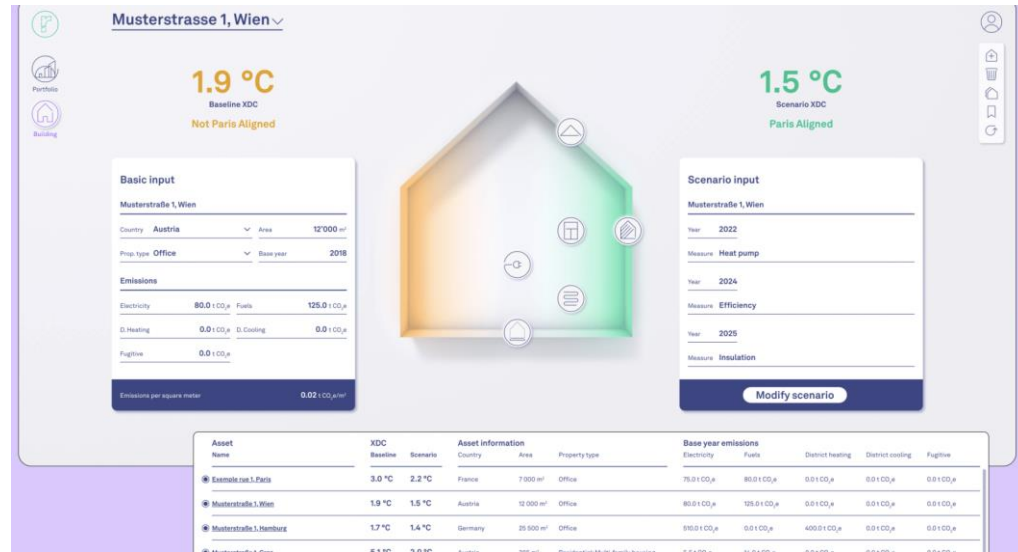 Musterstrasse 1, Wien
Portfolio
Building
1.9 °C
Baseline XDC
Not Paris Aligned
1.5 °C
Scenario XDC
Paris Aligned
Basic input
Musterstraße 1, Wien
Country Austria Area 12'000 m²
Prop. type Office Base year 2018
Emissions
Electricity 80.0 t CO₂e Fuels 125.0 t CO₂e
D. Heating 0.0 t CO₂e D. Cooling 0.0 t CO₂e
Fugitive 0.0 t CO₂e
Emissions per square meter 0.02 t CO₂e/m²
Scenario input
Musterstraße 1, Wien
Year 2022
Measure Heat pump
Year 2024
Measure Efficiency
Year 2025
Measure Insulation
Modify scenario
Asset XDC Asset information Base year emissions
Name Baseline Scenario Country Area Property type Electricity Fuels District heating District cooling Fugitive
Exemple rue 1, Paris 3.0 °C 2.2 °C France 7 000 m² Office 75.0 t CO₂e 80.0 t CO₂e 0.0 t CO₂e 0.0 t CO₂e 0.0 t CO₂e
Musterstraße 1, Wien 1.9 °C 1.5 °C Austria 12 000 m² Office 80.0 t CO₂e 125.0 t CO₂e 0.0 t CO₂e 0.0 t CO₂e 0.0 t CO₂e
Musterstraße 1, Hamburg 1.7 °C 1.4 °C Germany 25 500 m² Office 510.0 t CO₂e 0.0 t CO₂e 400.0 t CO₂e 0.0 t CO₂e 0.0 t CO₂e